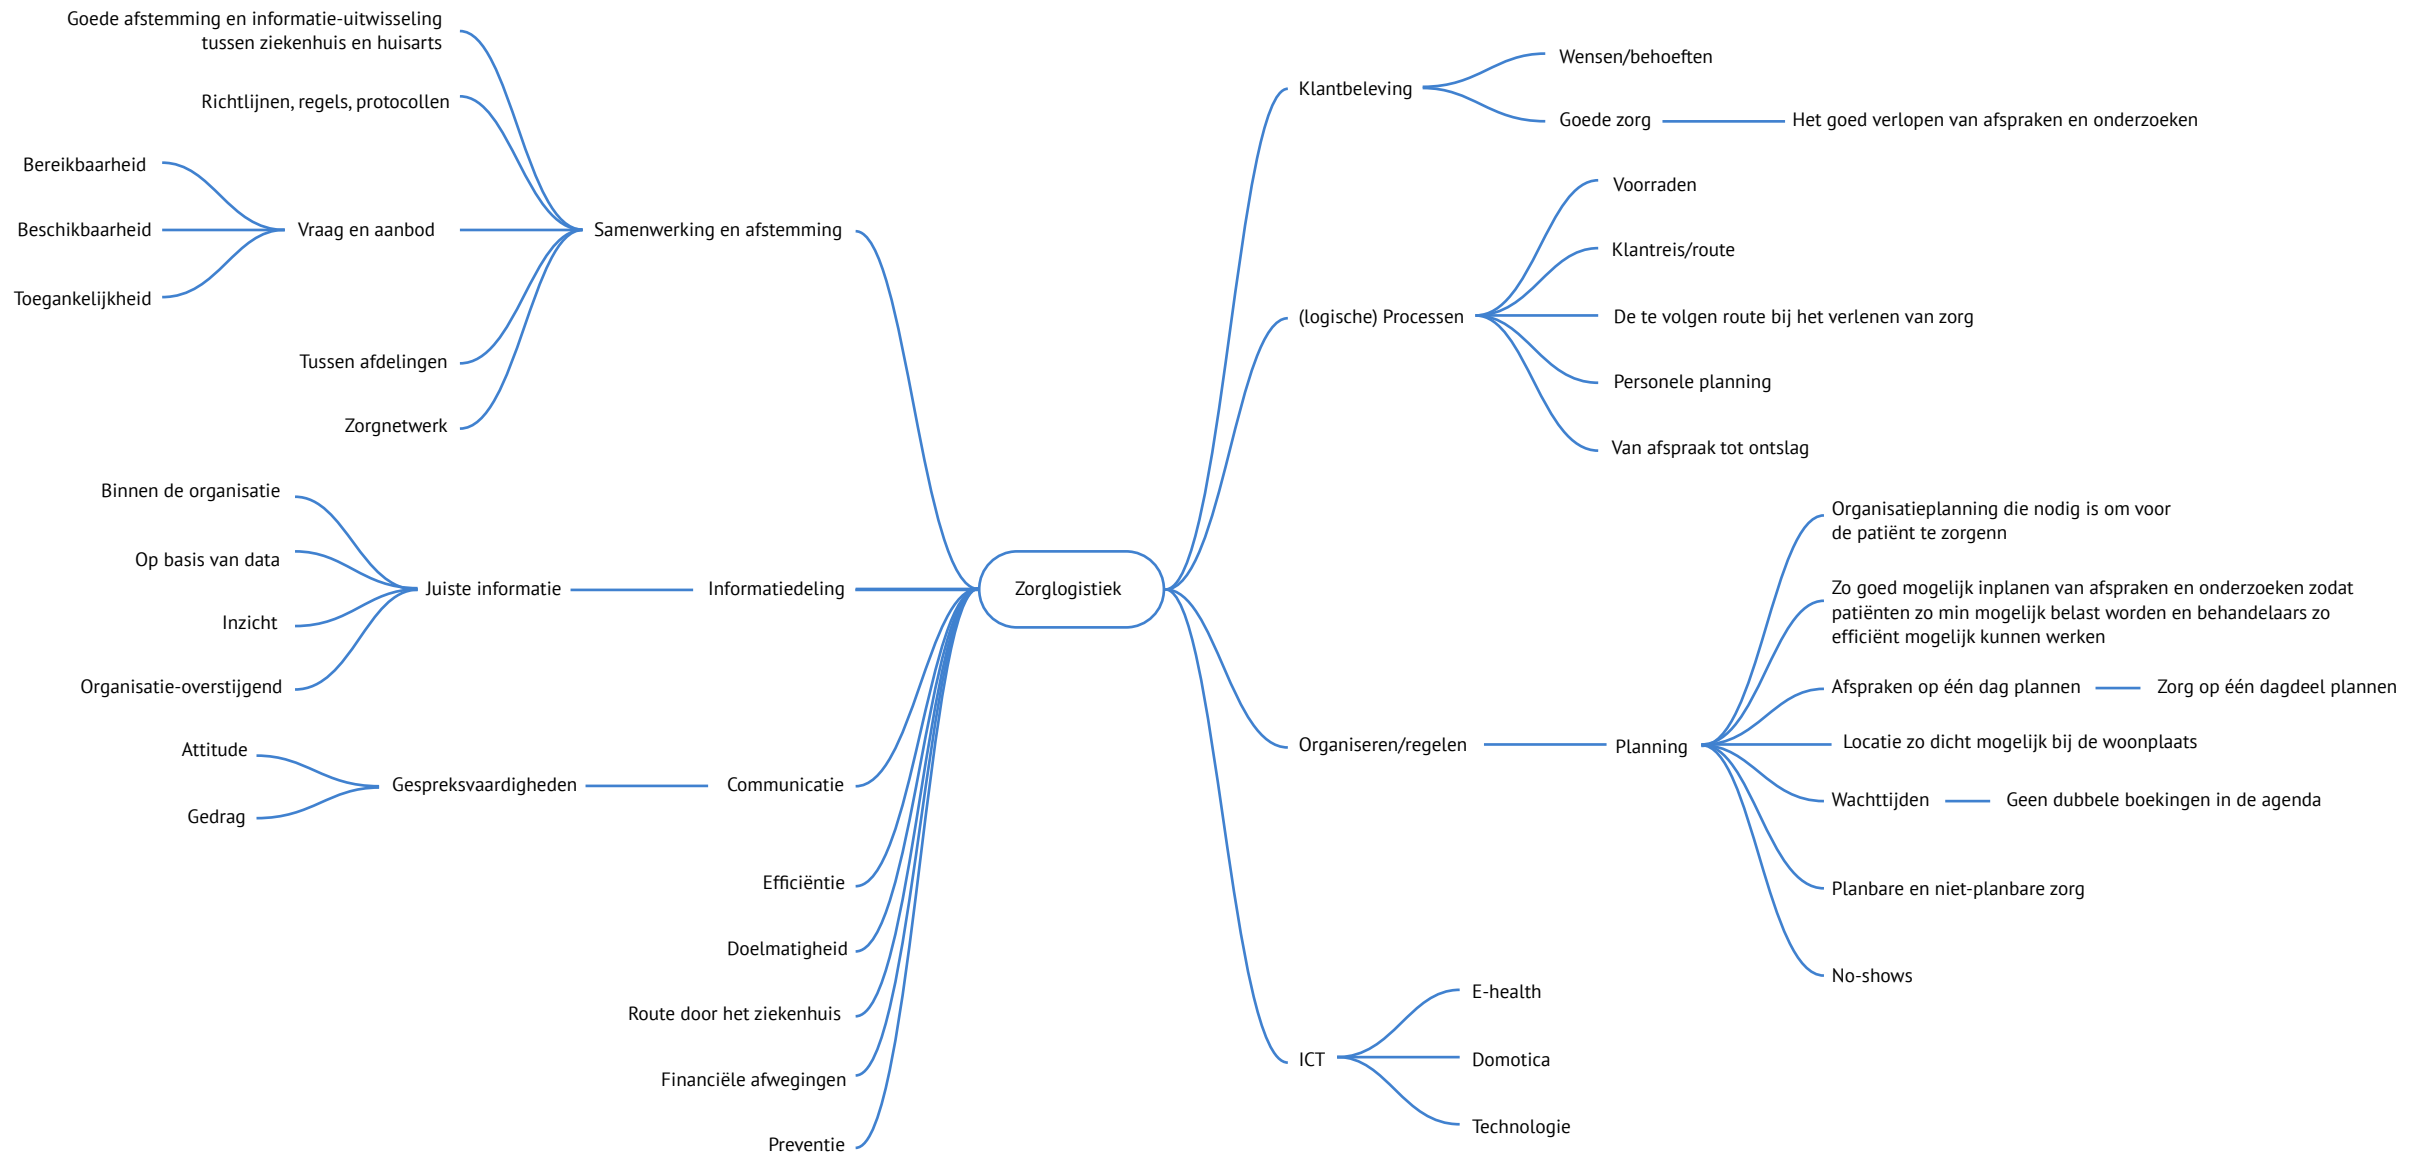 Goede afstemming en informatie-uitwisseling
tussen ziekenhuis en huisarts
Richtlijnen, regels, protocollen
Bereikbaarheid
Beschikbaarheid
Toegankelijkheid
Vraag en aanbod
Samenwerking en afstemming
Tussen afdelingen
Zorgnetwerk
Binnen de organisatie
Op basis van data
Inzicht
Organisatie-overstijgend
Juiste informatie
Informatiedeling
Attitude
Gedrag
Gespreksvaardigheden
Communicatie
Efficiëntie
Doelmatigheid
Route door het ziekenhuis
Financiële afwegingen
Preventie
Zorglogistiek
Klantbeleving
Wensen/behoeften
Goede zorg
Het goed verlopen van afspraken en onderzoeken
(logische) Processen
Voorraden
Klantreis/route
De te volgen route bij het verlenen van zorg
Personele planning
Van afspraak tot ontslag
Organiseren/regelen
Planning
Organisatieplanning die nodig is om voor
de patiënt te zorgenn
Zo goed mogelijk inplanen van afspraken en onderzoeken zodat
patiënten zo min mogelijk belast worden en behandelaars zo
efficiënt mogelijk kunnen werken
Afspraken op één dag plannen
Zorg op één dagdeel plannen
Locatie zo dicht mogelijk bij de woonplaats
Wachttijden
Geen dubbele boekingen in de agenda
Planbare en niet-planbare zorg
No-shows
ICT
E-health
Domotica
Technologie